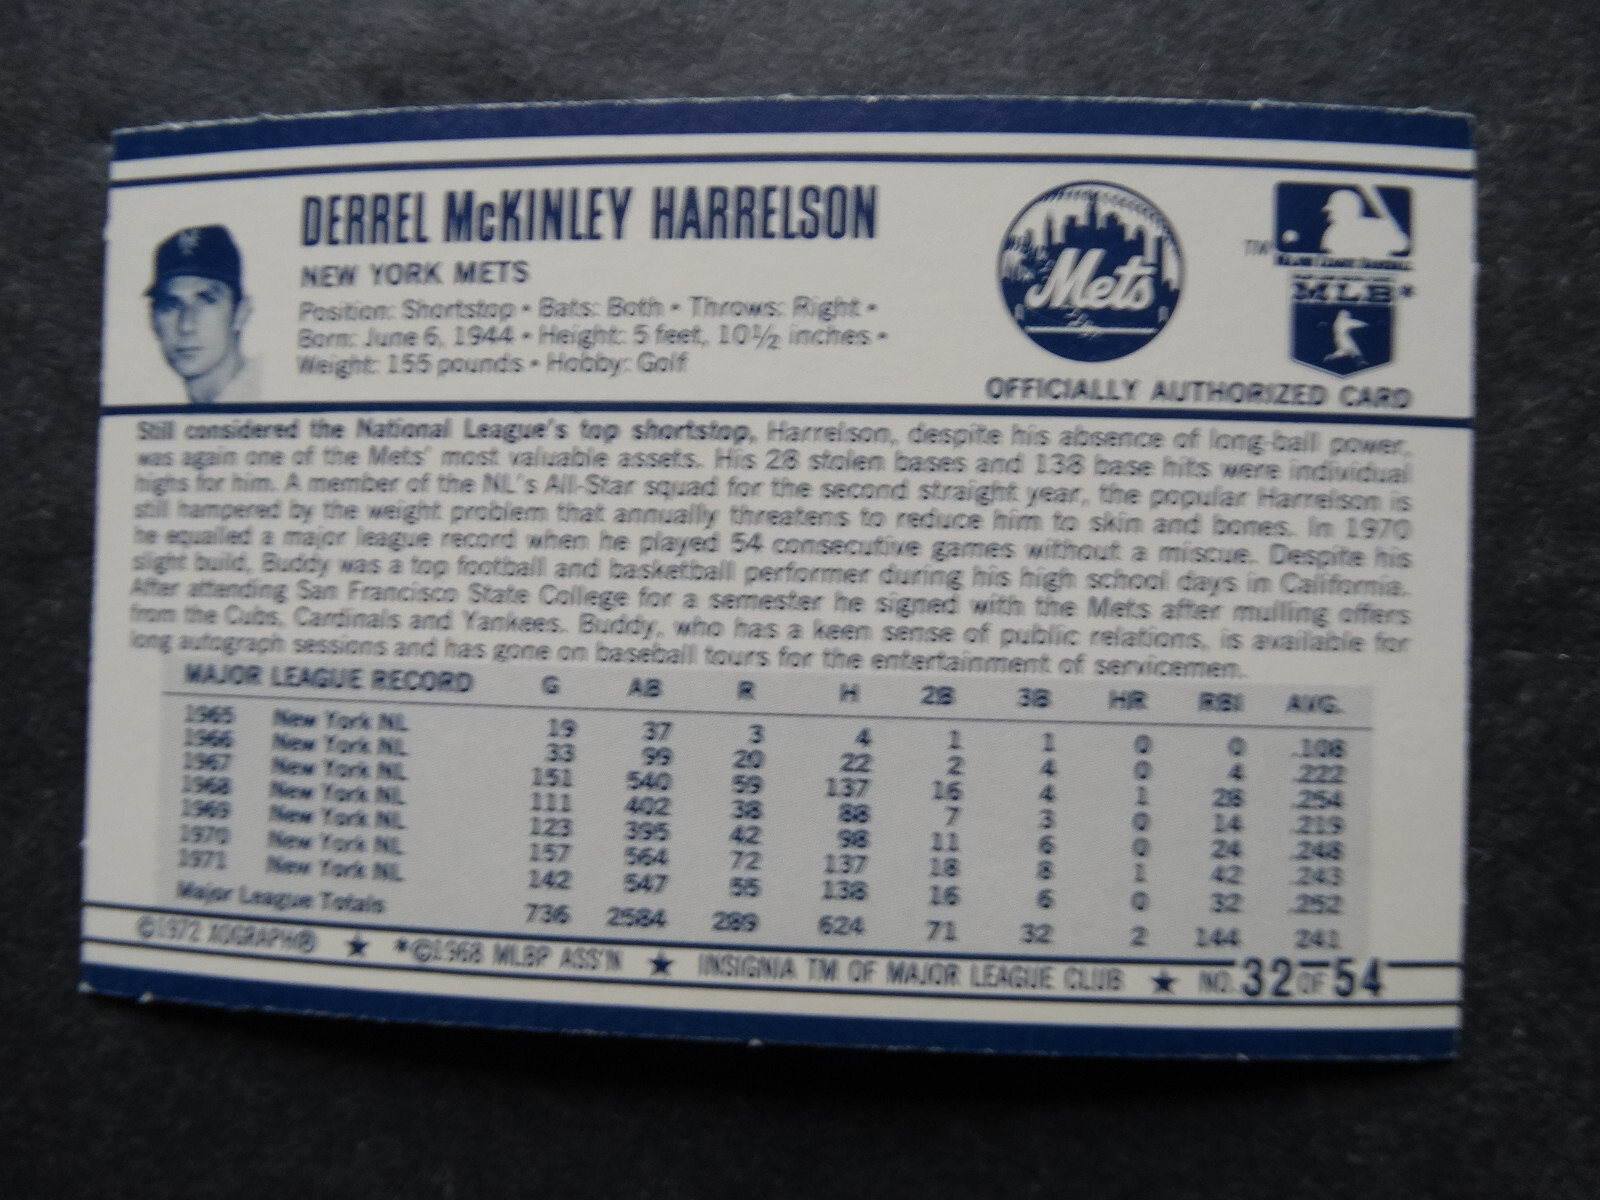 DERREL McKINLEY HARRELSON
NEW YORK METS
Position: Shortstop • Bats: Both • Throws: Right •
Born: June 6, 1944 • Height: 5 feet, 10½ inches •
Weight: 155 pounds • Hobby: Golf
Mets
TM
MLB*
OFFICIALLY AUTHORIZED CARD
Still considered the National League's top shortstop, Harrelson, despite his absence of long-ball power,
was again one of the Mets' most valuable assets. His 28 stolen bases and 138 base hits were individual
highs for him. A member of the NL's All-Star squad for the second straight year, the popular Harrelson is
still hampered by the weight problem that annually threatens to reduce him to skin and bones. In 1970
he equalled a major league record when he played 54 consecutive games without a miscue. Despite his
slight build, Buddy was a top football and basketball performer during his high school days in California.
After attending San Francisco State College for a semester he signed with the Mets after mulling offers
from the Cubs, Cardinals and Yankees. Buddy, who has a keen sense of public relations, is available for
long autograph sessions and has gone on baseball tours for the entertainment of servicemen.
MAJOR LEAGUE RECORD G AB R H 2B 3B HR RBI AVG.
1965 New York NL 19 37 3 4 1 1 0 0 .108
1966 New York NL 33 99 20 22 2 4 0 4 .222
1967 New York NL 151 540 59 137 16 4 1 28 .254
1968 New York NL 111 402 38 88 7 3 0 14 .219
1969 New York NL 123 395 42 98 11 6 0 24 .248
1970 New York NL 157 564 72 137 18 8 1 42 .243
1971 New York NL 142 547 55 138 16 6 0 32 .252
Major League Totals 736 2584 289 624 71 32 2 144 .241
©1972 XOGRAPH® ★ *©1968 MLBP ASS'N ★ INSIGNIA TM OF MAJOR LEAGUE CLUB ★ NO. 32 OF 54